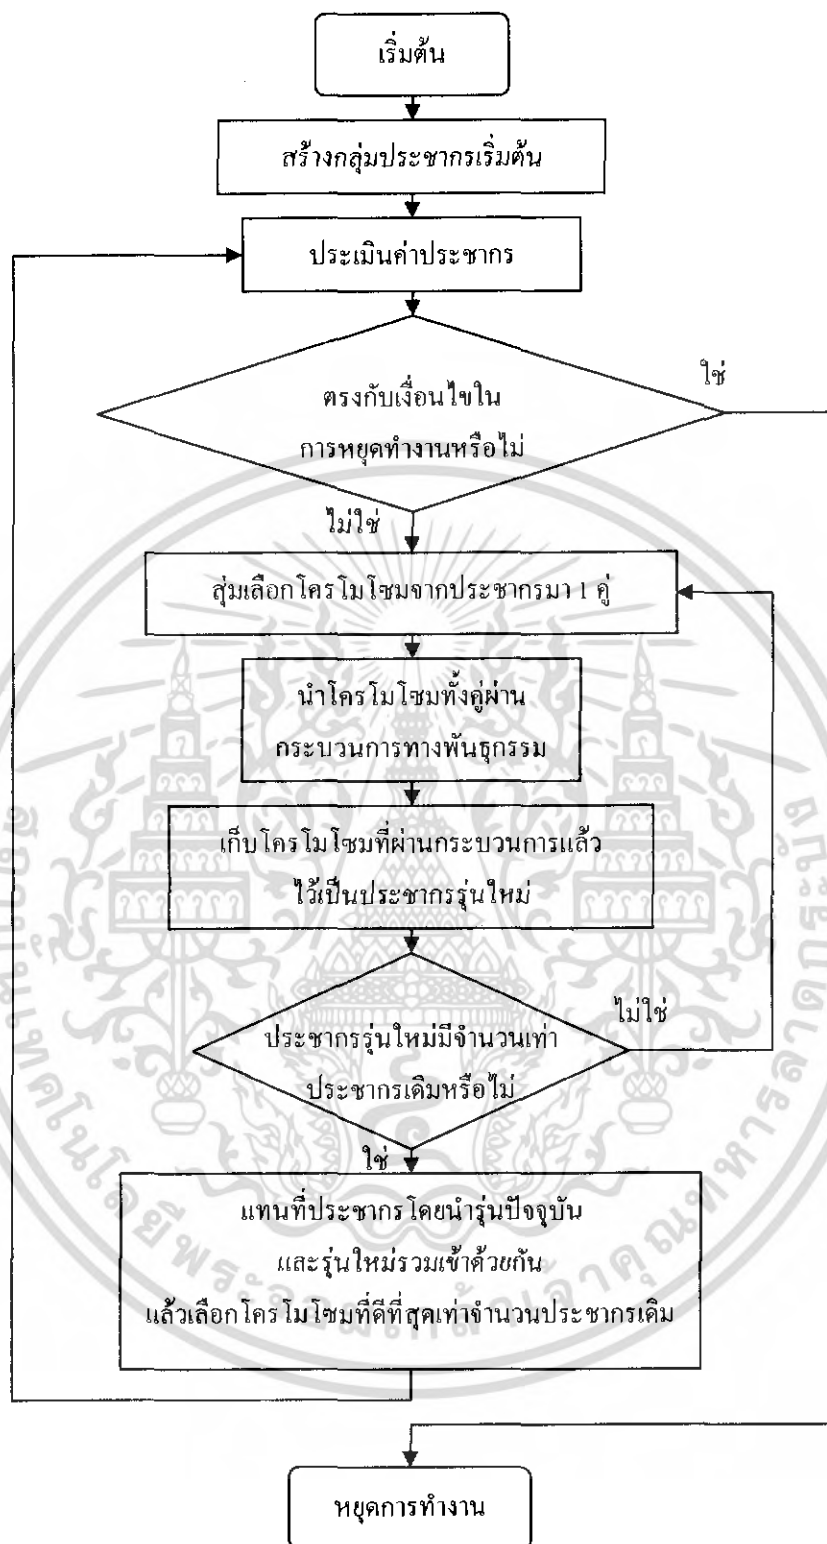 เริ่มต้น
สร้างกลุ่มประชากรเริ่มต้น
ประเมินค่าประชากร
ใช่
ตรงกับเงื่อนไขใน
การหยุดทำงานหรือไม่
ไม่ใช่
สุ่มเลือกโครโมโซมจากประชากรมา 1 คู่
นำโครโมโซมทั้งคู่ผ่าน
กระบวนการทางพันธุกรรม
เก็บโครโมโซมที่ผ่านกระบวนการแล้ว
ไว้เป็นประชากรรุ่นใหม่
ไม่ใช่
ประชากรรุ่นใหม่มีจำนวนเท่า
ประชากรเดิมหรือไม่
ใช่
แทนที่ประชากรโดยนำรุ่นปัจจุบัน
และรุ่นใหม่รวมเข้าด้วยกัน
แล้วเลือกโครโมโซมที่ดีที่สุดเท่าจำนวนประชากรเดิม
หยุดการทำงาน